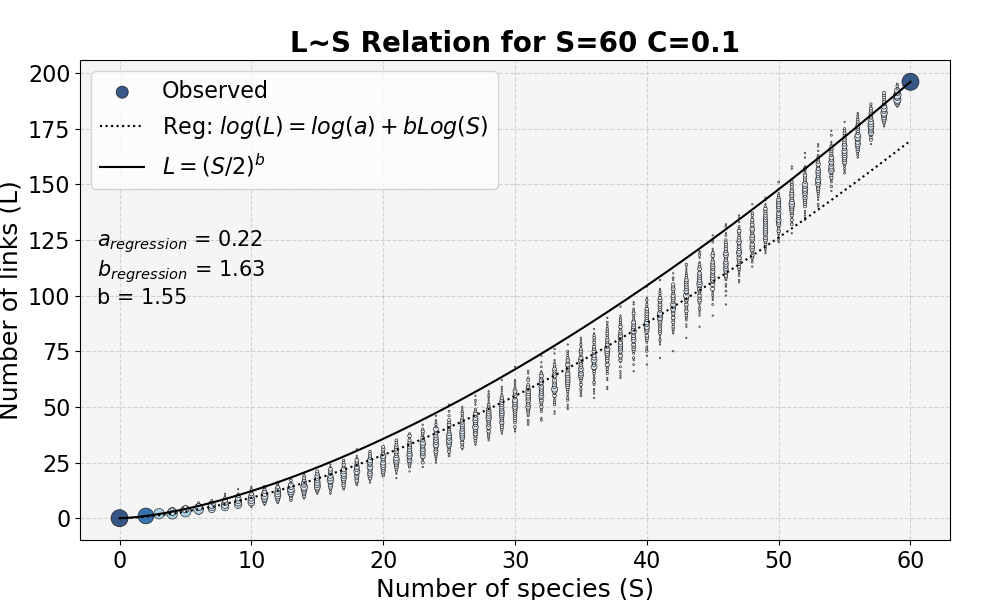 L~S Relation for S=60 C=0.1
Observed
Reg: log(L) = log(a) + bLog(S)
L = (S/2)^b
a_regression = 0.22
b_regression = 1.63
b = 1.55
Number of links (L)
200
175
150
125
100
75
50
25
0
0 10 20 30 40 50 60
Number of species (S)